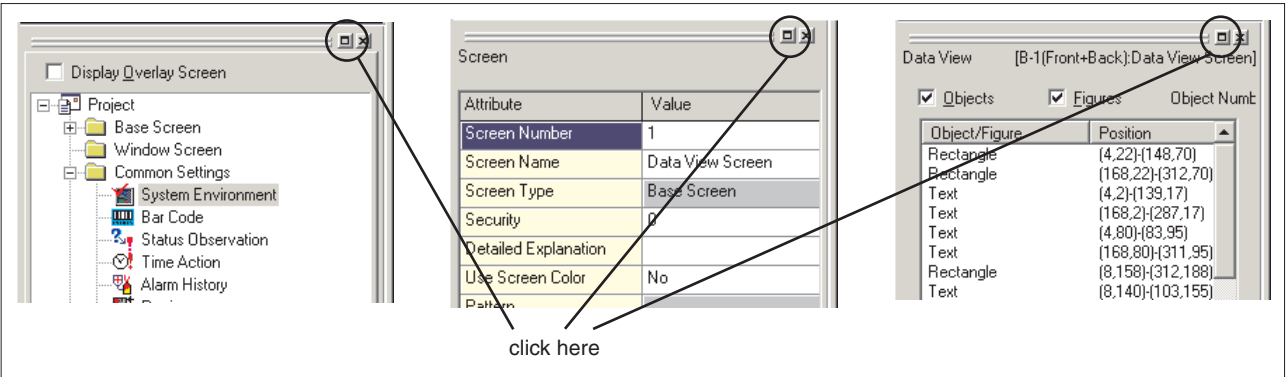 Display Overlay Screen
Project
Base Screen
Window Screen
Common Settings
System Environment
Bar Code
Status Observation
Time Action
Alarm History
Screen
Attribute Value
Screen Number 1
Screen Name Data View Screen
Screen Type Base Screen
Security 0
Detailed Explanation
Use Screen Color No
Pattern
Data View [B-1(Front+Back):Data View Screen]
Objects Figures Object Numb
Object/Figure Position
Rectangle (4,22)-(148,70)
Rectangle (168,22)-(312,70)
Text (4,2)-(139,17)
Text (168,2)-(287,17)
Text (4,80)-(83,95)
Text (168,80)-(311,95)
Rectangle (8,158)-(312,188)
Text (8,140)-(103,155)
click here